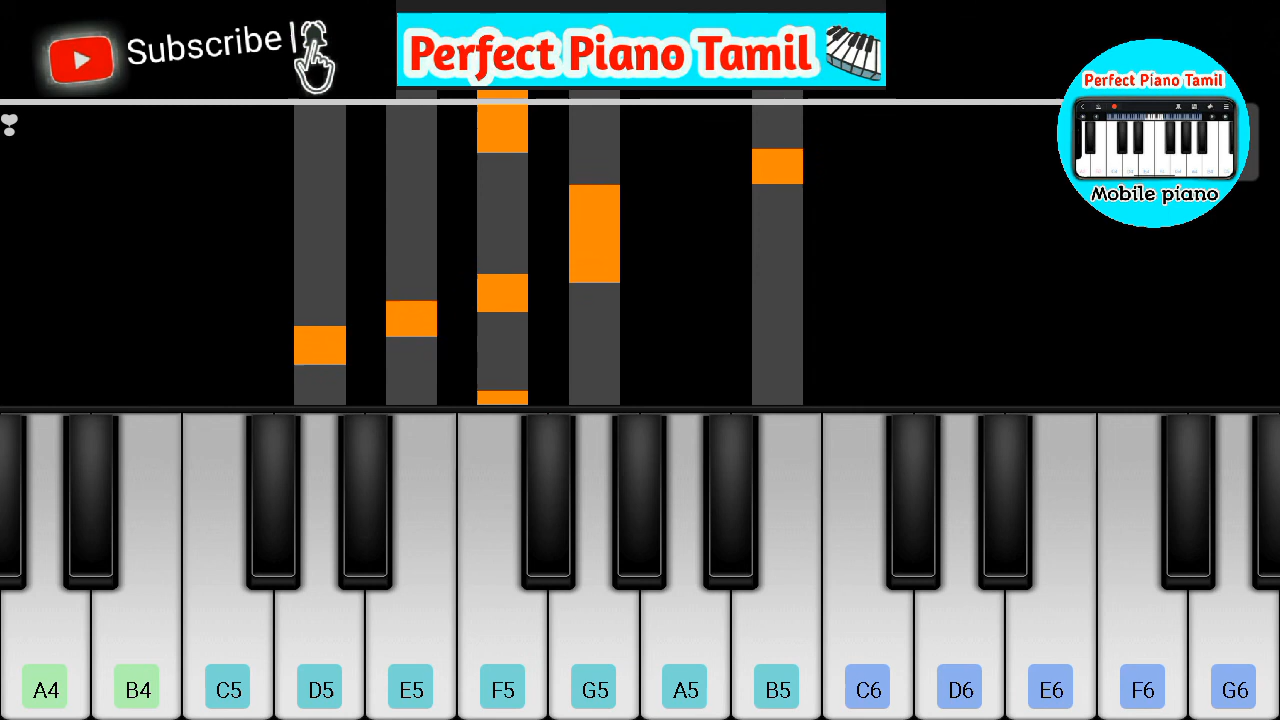 Subscribe
Perfect Piano Tamil
Perfect Piano Tamil
Mobile piano
A4 B4 C5 D5 E5 F5 G5 A5 B5 C6 D6 E6 F6 G6